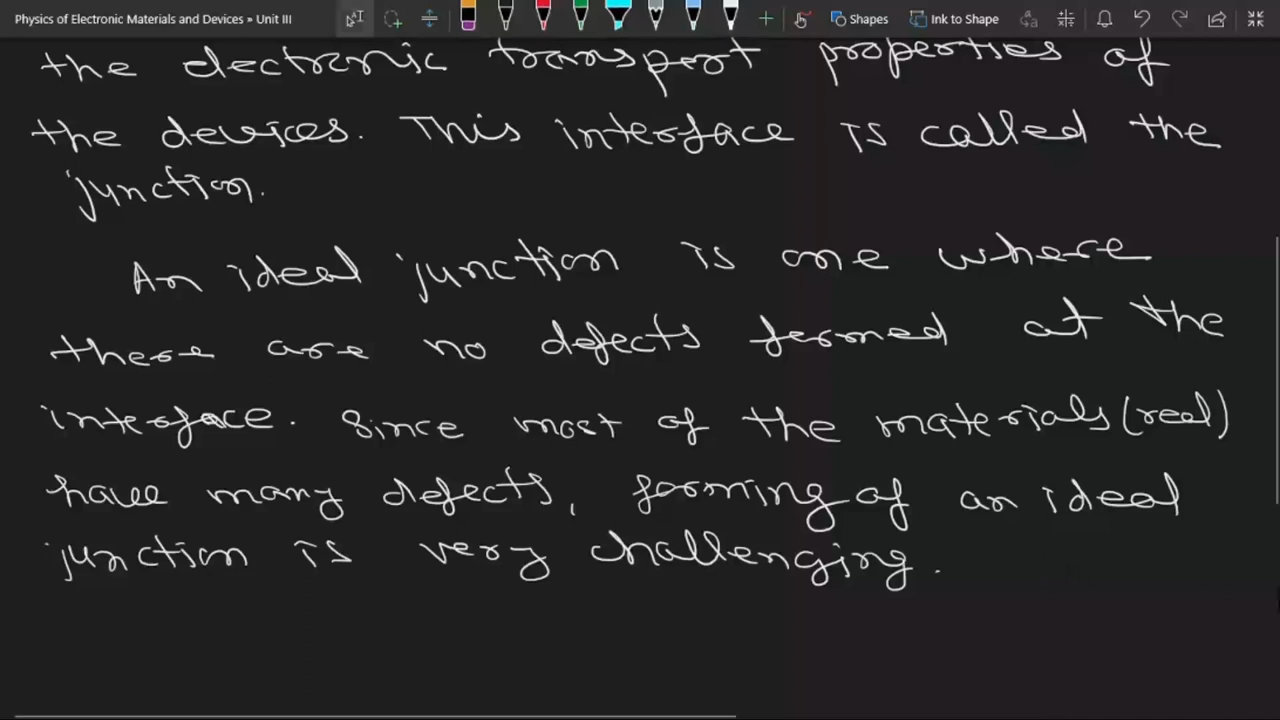 Physics of Electronic Materials and Devices » Unit III
Shapes
Ink to Shape
the electronic transport properties of
the devices. This interface is called the
junction.
An ideal junction is one where
there are no defects formed at the
interface. Since most of the materials (real)
have many defects, forming of an ideal
junction is very challenging.